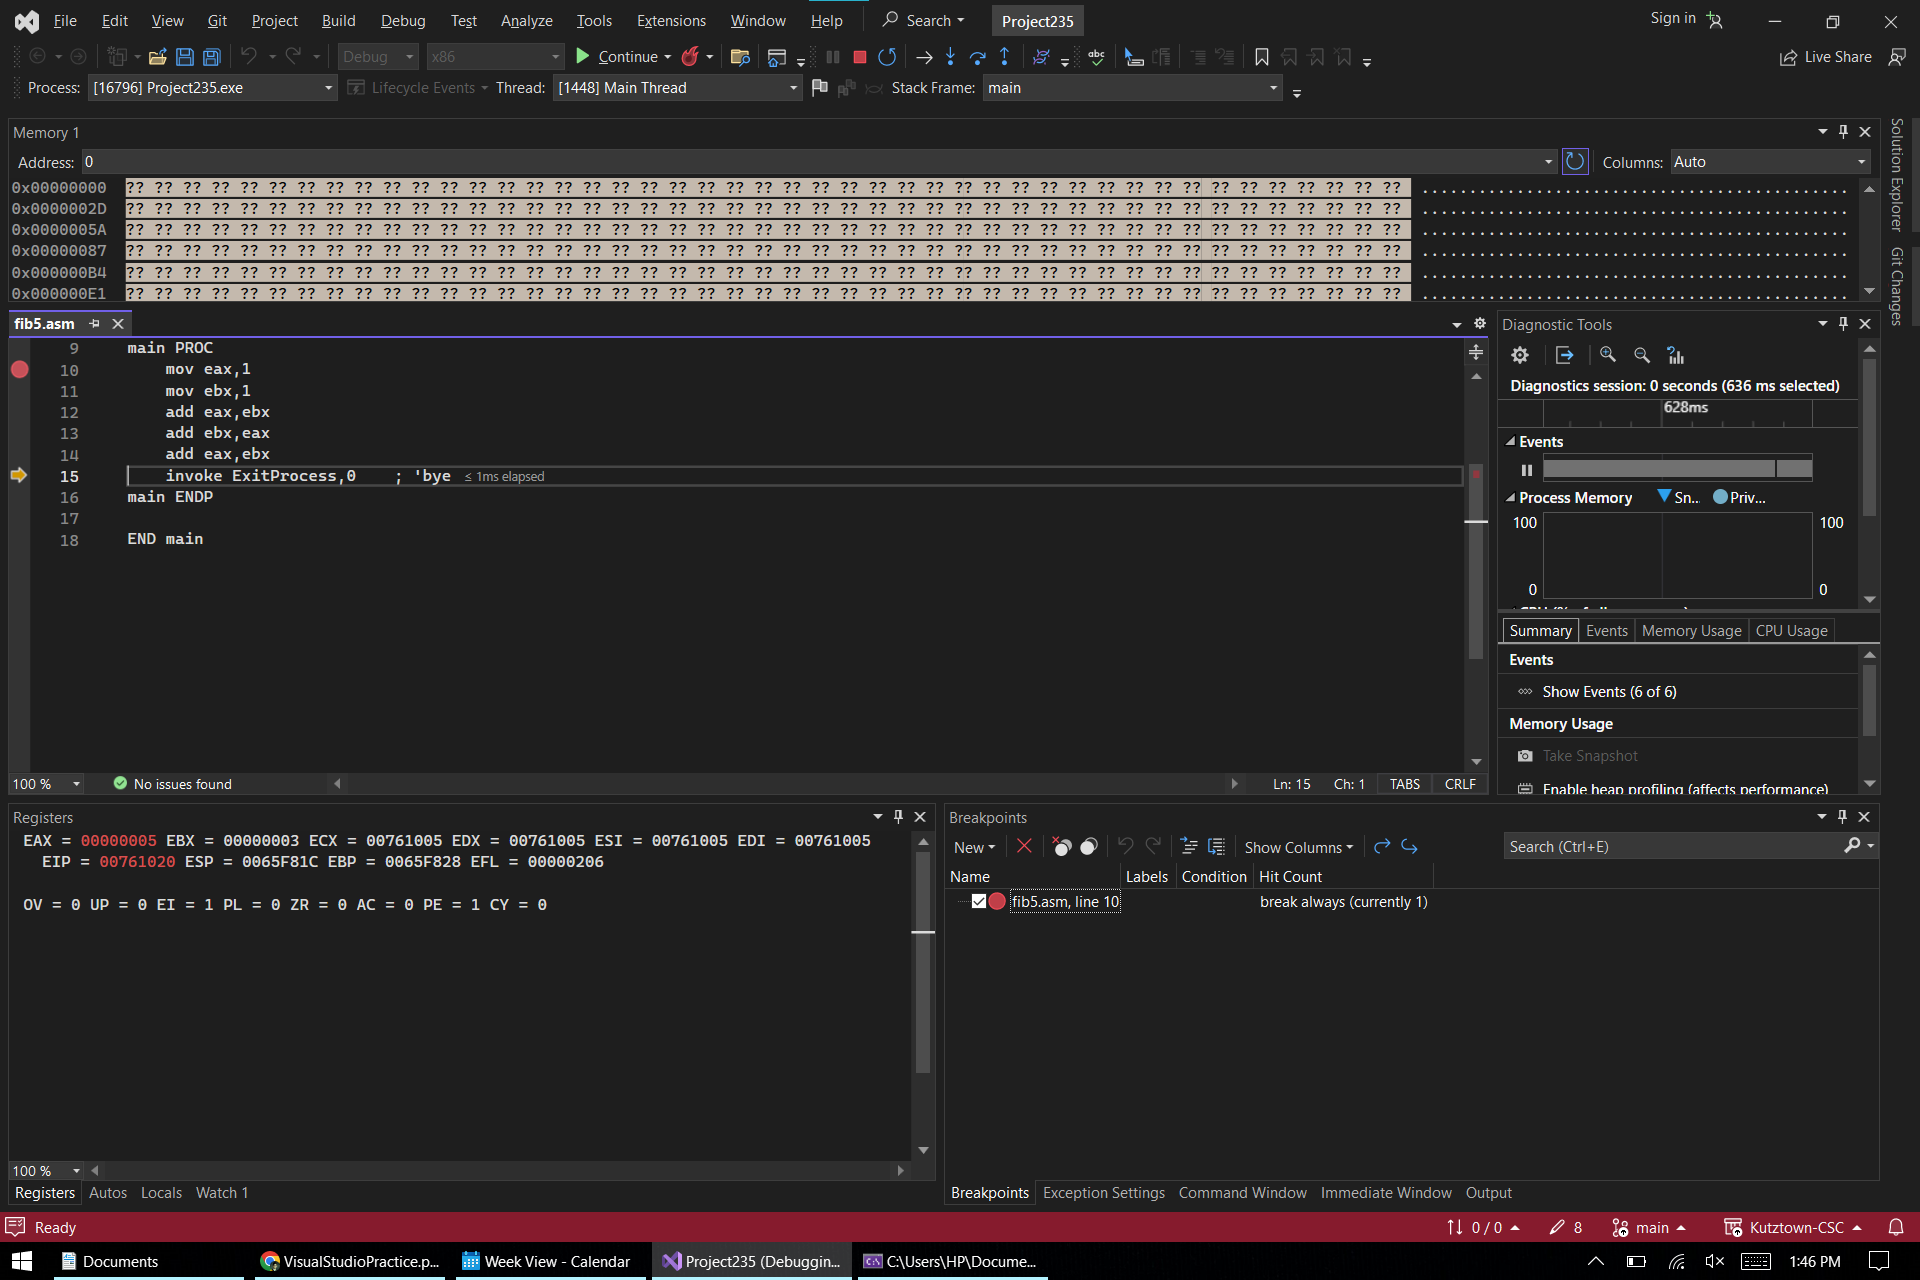 File Edit View Git Project Build Debug Test Analyze Tools Extensions Window Help Search Project235 Sign in
Debug x86 Continue Live Share
Process: [16796] Project235.exe Lifecycle Events Thread: [1448] Main Thread Stack Frame: main
Memory 1
Address: 0 Columns: Auto
0x00000000 ?? ?? ?? ?? ?? ?? ?? ?? ?? ?? ?? ?? ?? ?? ?? ?? ?? ?? ?? ?? ?? ?? ?? ?? ?? ?? ?? ?? ?? ?? ?? ?? ?? ?? ?? ?? ?? ?? ?? ?? ?? ?? ?? ?? ?? .............................................
0x0000002D ?? ?? ?? ?? ?? ?? ?? ?? ?? ?? ?? ?? ?? ?? ?? ?? ?? ?? ?? ?? ?? ?? ?? ?? ?? ?? ?? ?? ?? ?? ?? ?? ?? ?? ?? ?? ?? ?? ?? ?? ?? ?? ?? ?? ?? .............................................
0x0000005A ?? ?? ?? ?? ?? ?? ?? ?? ?? ?? ?? ?? ?? ?? ?? ?? ?? ?? ?? ?? ?? ?? ?? ?? ?? ?? ?? ?? ?? ?? ?? ?? ?? ?? ?? ?? ?? ?? ?? ?? ?? ?? ?? ?? ?? .............................................
0x00000087 ?? ?? ?? ?? ?? ?? ?? ?? ?? ?? ?? ?? ?? ?? ?? ?? ?? ?? ?? ?? ?? ?? ?? ?? ?? ?? ?? ?? ?? ?? ?? ?? ?? ?? ?? ?? ?? ?? ?? ?? ?? ?? ?? ?? ?? .............................................
0x000000B4 ?? ?? ?? ?? ?? ?? ?? ?? ?? ?? ?? ?? ?? ?? ?? ?? ?? ?? ?? ?? ?? ?? ?? ?? ?? ?? ?? ?? ?? ?? ?? ?? ?? ?? ?? ?? ?? ?? ?? ?? ?? ?? ?? ?? ?? .............................................
0x000000E1 ?? ?? ?? ?? ?? ?? ?? ?? ?? ?? ?? ?? ?? ?? ?? ?? ?? ?? ?? ?? ?? ?? ?? ?? ?? ?? ?? ?? ?? ?? ?? ?? ?? ?? ?? ?? ?? ?? ?? ?? ?? ?? ?? ?? ?? .............................................
Solution Explorer
Git Changes
fib5.asm
9 main PROC
10 mov eax,1
11 mov ebx,1
12 add eax,ebx
13 add ebx,eax
14 add eax,ebx
15 invoke ExitProcess,0 ; 'bye ≤ 1ms elapsed
16 main ENDP
17
18 END main
100 % No issues found Ln: 15 Ch: 1 TABS CRLF
Diagnostic Tools
Diagnostics session: 0 seconds (636 ms selected)
628ms
Events
Process Memory Sn... Priv...
100 100
0 0
Summary Events Memory Usage CPU Usage
Events
Show Events (6 of 6)
Memory Usage
Take Snapshot
Enable heap profiling (affects performance)
Registers
EAX = 00000005 EBX = 00000003 ECX = 00761005 EDX = 00761005 ESI = 00761005 EDI = 00761005
EIP = 00761020 ESP = 0065F81C EBP = 0065F828 EFL = 00000206
OV = 0 UP = 0 EI = 1 PL = 0 ZR = 0 AC = 0 PE = 1 CY = 0
100 %
Registers Autos Locals Watch 1
Breakpoints
New Show Columns Search (Ctrl+E)
Name Labels Condition Hit Count
fib5.asm, line 10 break always (currently 1)
Breakpoints Exception Settings Command Window Immediate Window Output
Ready 0 / 0 8 main Kutztown-CSC
Documents VisualStudioPractice.p... Week View - Calendar Project235 (Debuggin... C:\Users\HP\Docume... 1:46 PM